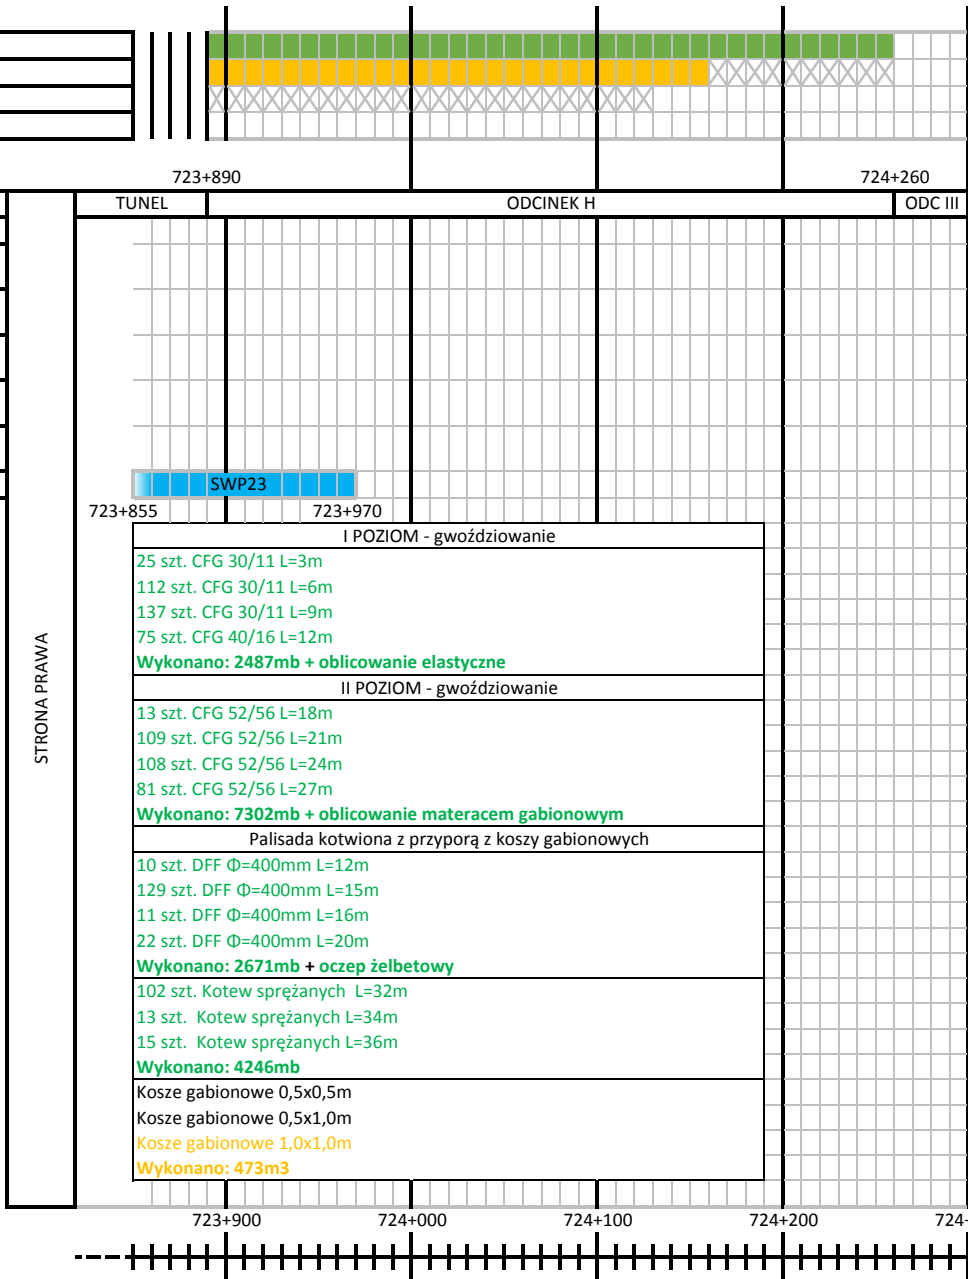 723+890 724+260
TUNEL ODCINEK H ODC III
STRONA PRAWA
SWP23
723+855 723+970
I POZIOM - gwoździowanie
25 szt. CFG 30/11 L=3m
112 szt. CFG 30/11 L=6m
137 szt. CFG 30/11 L=9m
75 szt. CFG 40/16 L=12m
Wykonano: 2487mb + oblicowanie elastyczne
II POZIOM - gwoździowanie
13 szt. CFG 52/56 L=18m
109 szt. CFG 52/56 L=21m
108 szt. CFG 52/56 L=24m
81 szt. CFG 52/56 L=27m
Wykonano: 7302mb + oblicowanie materacem gabionowym
Palisada kotwiona z przyporą z koszy gabionowych
10 szt. DFF Φ=400mm L=12m
129 szt. DFF Φ=400mm L=15m
11 szt. DFF Φ=400mm L=16m
22 szt. DFF Φ=400mm L=20m
Wykonano: 2671mb + oczep żelbetowy
102 szt. Kotew sprężanych L=32m
13 szt. Kotew sprężanych L=34m
15 szt. Kotew sprężanych L=36m
Wykonano: 4246mb
Kosze gabionowe 0,5x0,5m
Kosze gabionowe 0,5x1,0m
Kosze gabionowe 1,0x1,0m
Wykonano: 473m3
723+900 724+000 724+100 724+200